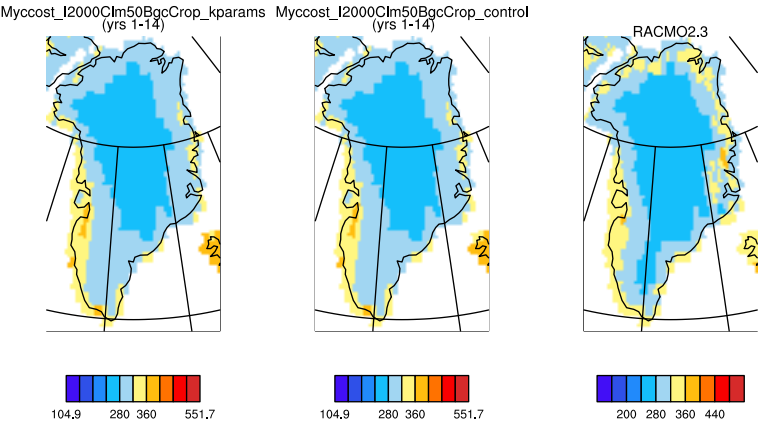 Myccost_I2000Clm50BgcCrop_kparams
(yrs 1-14)
Myccost_I2000Clm50BgcCrop_control
(yrs 1-14)
RACMO2.3
104.9 280 360 551.7
104.9 280 360 551.7
200 280 360 440